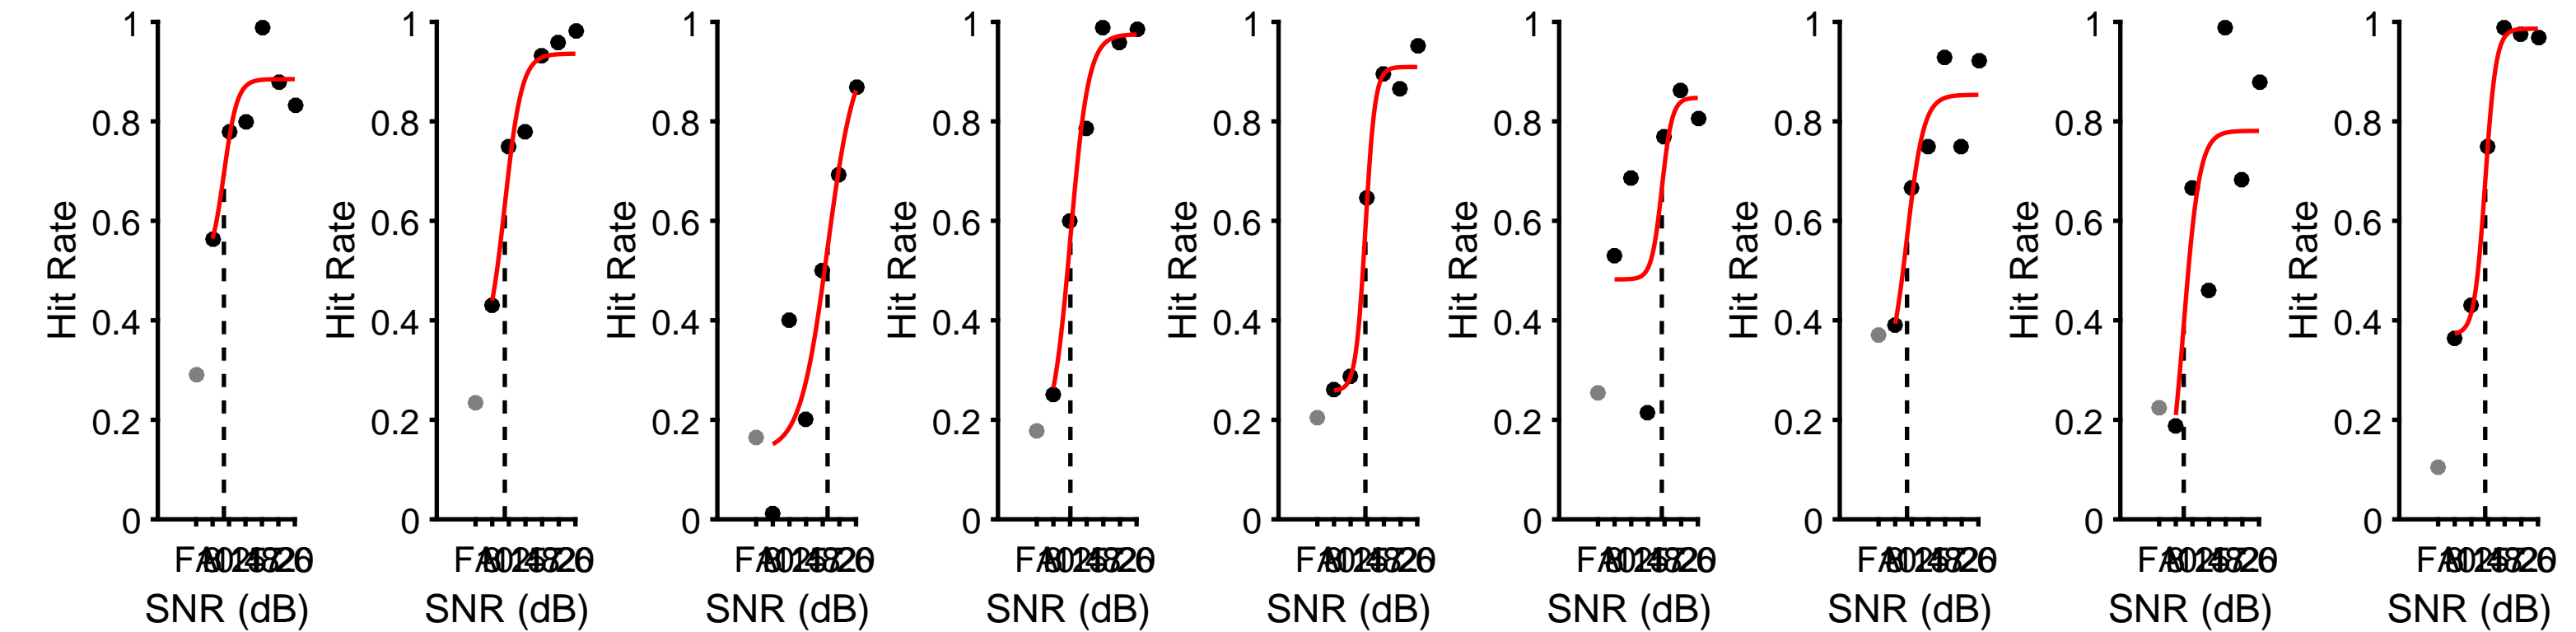 1 1 1 1 1 1 1 1 1
0.8 0.8 0.8 0.8 0.8 0.8 0.8 0.8 0.8
0.6 0.6 0.6 0.6 0.6 0.6 0.6 0.6 0.6
0.4 0.4 0.4 0.4 0.4 0.4 0.4 0.4 0.4
0.2 0.2 0.2 0.2 0.2 0.2 0.2 0.2 0.2
0 0 0 0 0 0 0 0 0
Hit Rate Hit Rate Hit Rate Hit Rate Hit Rate Hit Rate Hit Rate Hit Rate Hit Rate
SNR (dB) SNR (dB) SNR (dB) SNR (dB) SNR (dB) SNR (dB) SNR (dB) SNR (dB) SNR (dB)